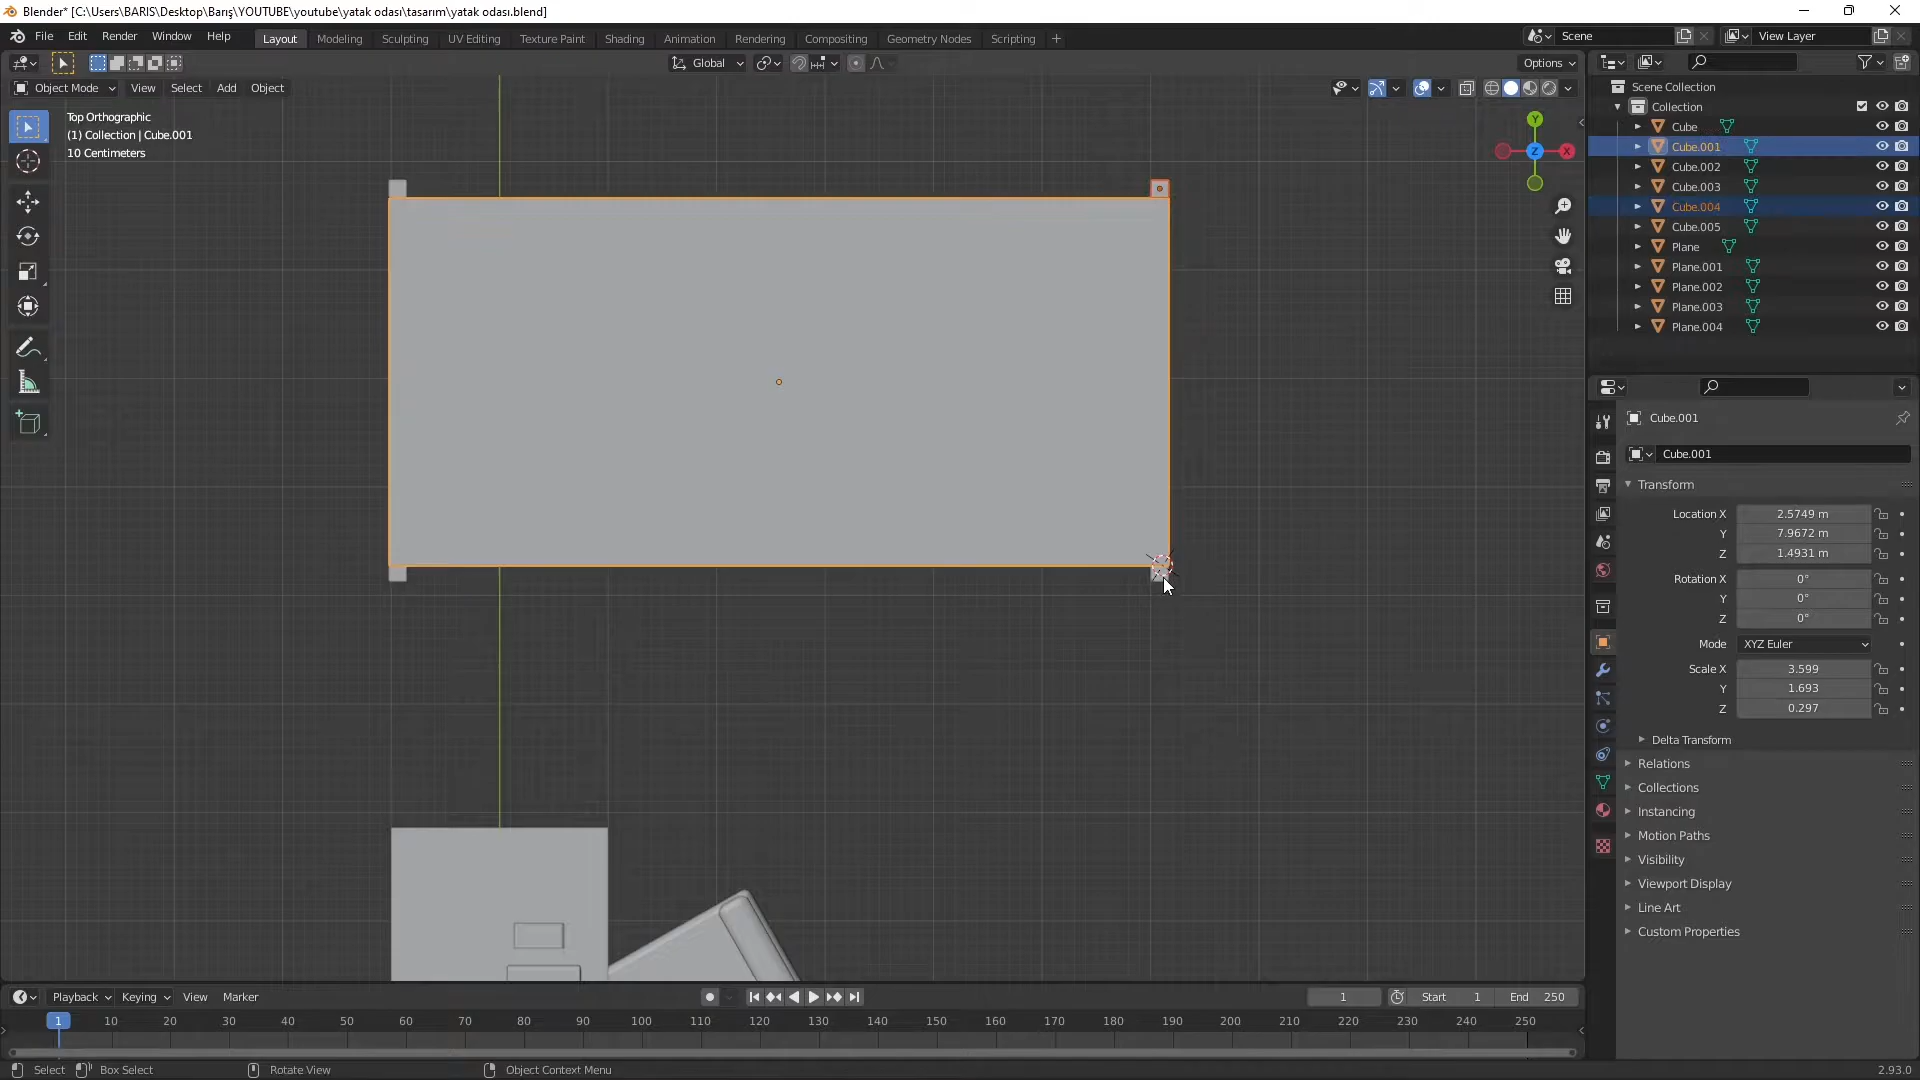 Blender* [C:\Users\BARIS\Desktop\Barış\YOUTUBE\youtube\yatak odası\tasarım\yatak odası.blend]
File Edit Render Window Help
Layout Modeling Sculpting UV Editing Texture Paint Shading Animation Rendering Compositing Geometry Nodes Scripting +
Scene
View Layer
Global
Options
Object Mode View Select Add Object
Top Orthographic
(1) Collection | Cube.001
10 Centimeters
Y
Z
X
Scene Collection
Collection
Cube
Cube.001
Cube.002
Cube.003
Cube.004
Cube.005
Plane
Plane.001
Plane.002
Plane.003
Plane.004
Cube.001
Cube.001
Transform
Location X 2.5749 m
Y 7.9672 m
Z 1.4931 m
Rotation X 0°
Y 0°
Z 0°
Mode XYZ Euler
Scale X 3.599
Y 1.693
Z 0.297
Delta Transform
Relations
Collections
Instancing
Motion Paths
Visibility
Viewport Display
Line Art
Custom Properties
Playback Keying View Marker
1
Start 1 End 250
1 10 20 30 40 50 60 70 80 90 100 110 120 130 140 150 160 170 180 190 200 210 220 230 240 250
Select Box Select Rotate View Object Context Menu
2.93.0